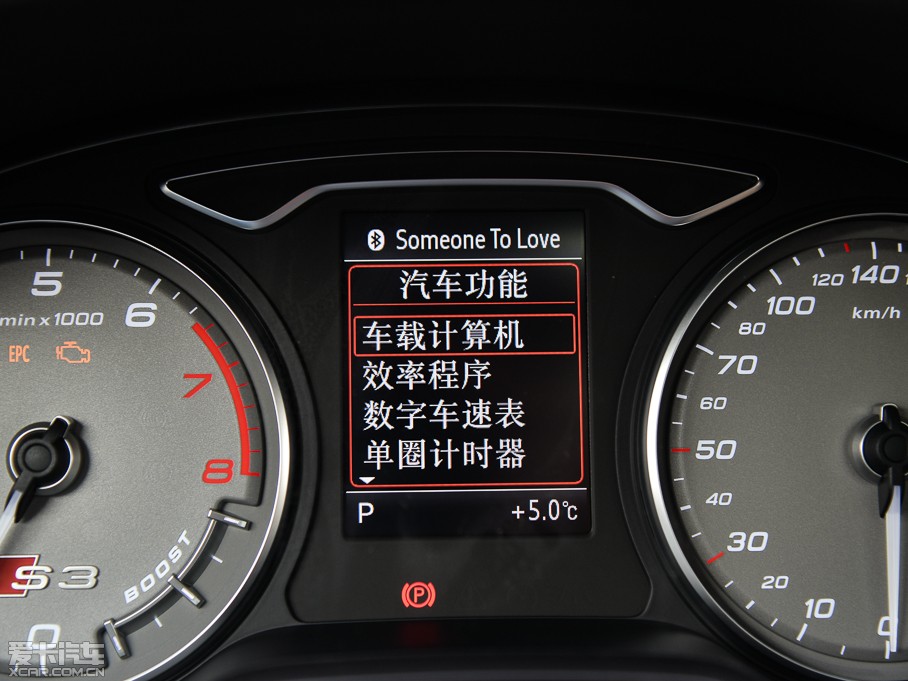 Someone To Love
汽车功能
车载计算机
效率程序
数字车速表
单圈计时器
P
+5.0℃
5
6
7
8
min x 1000
EPC
S3
BOOST
0
140
120
100
80
km/h
70
60
50
40
30
20
10
0
P
爱卡汽车
XCAR.COM.CN